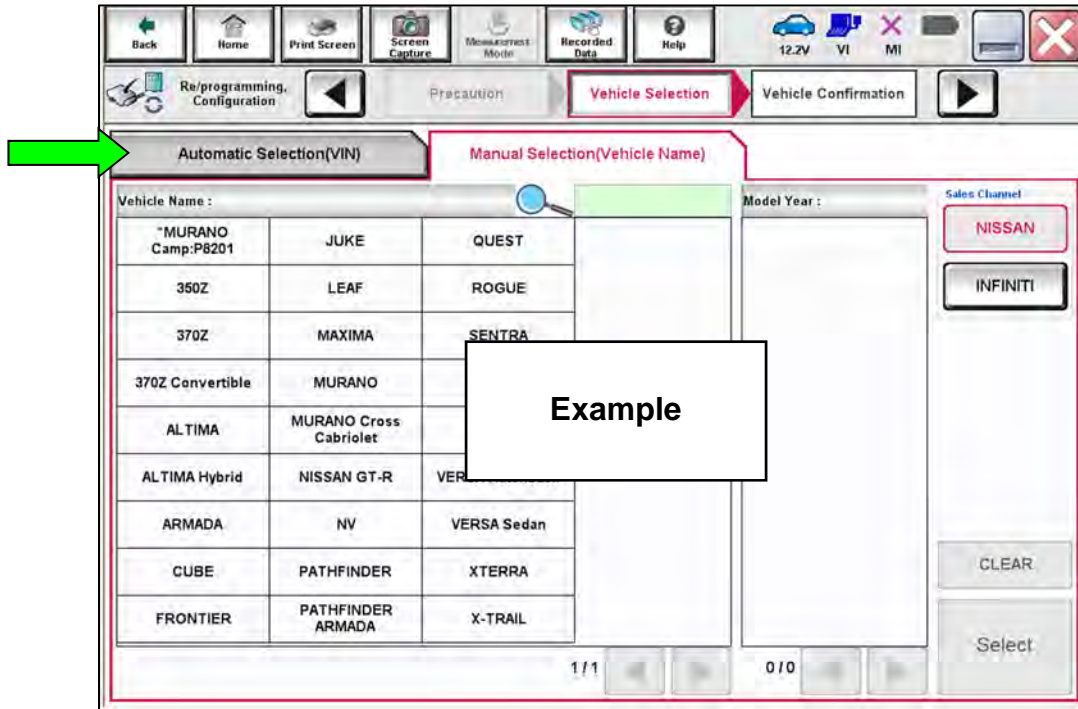 Back
Home
Print Screen
Screen
Capture
Measurement
Mode
Recorded
Data
Help
12.2V
VI
MI
Re/programming,
Configuration
Precaution
Vehicle Selection
Vehicle Confirmation
Automatic Selection(VIN)
Manual Selection(Vehicle Name)
Vehicle Name :
Model Year :
Sales Channel
*MURANO
Camp:P8201
JUKE
QUEST
NISSAN
350Z
LEAF
ROGUE
INFINITI
370Z
MAXIMA
SENTRA
370Z Convertible
MURANO
Example
ALTIMA
MURANO Cross
Cabriolet
ALTIMA Hybrid
NISSAN GT-R
ARMADA
NV
VERSA Sedan
CUBE
PATHFINDER
XTERRA
CLEAR
FRONTIER
PATHFINDER
ARMADA
X-TRAIL
Select
1/1
0/0